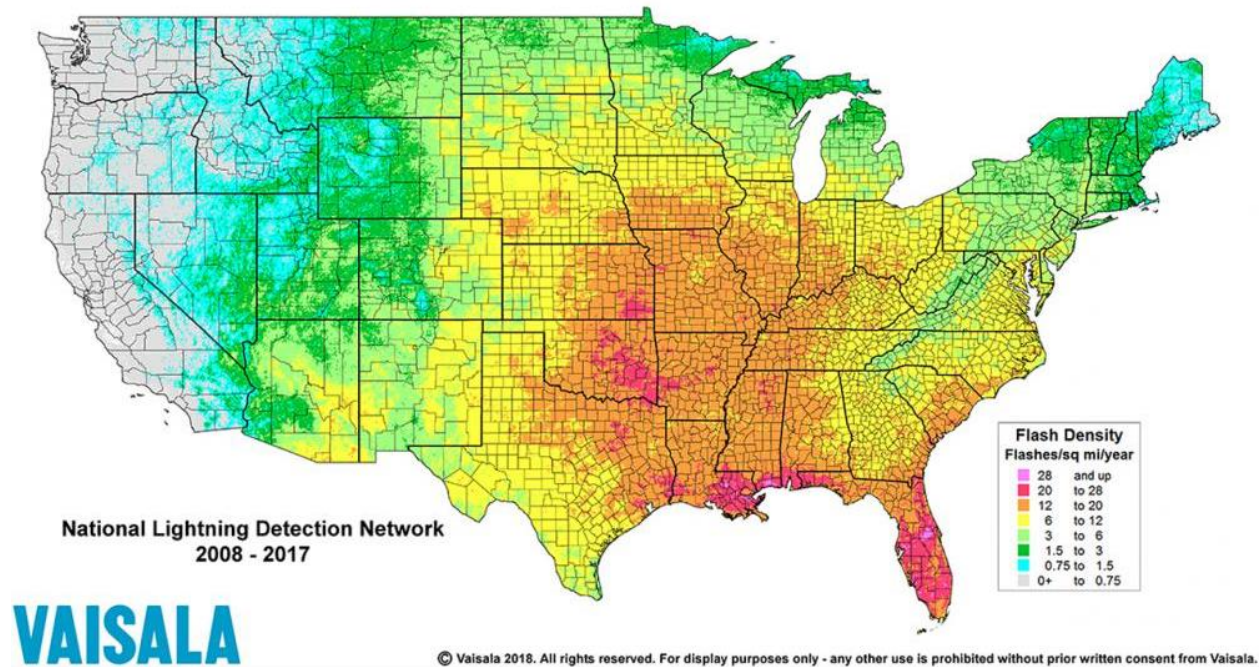 Flash Density
Flashes/sq mi/year
28 and up
20 to 28
12 to 20
6 to 12
3 to 6
1.5 to 3
0.75 to 1.5
0+ to 0.75
National Lightning Detection Network
2008 - 2017
VAISALA
© Vaisala 2018. All rights reserved. For display purposes only - any other use is prohibited without prior written consent from Vaisala.